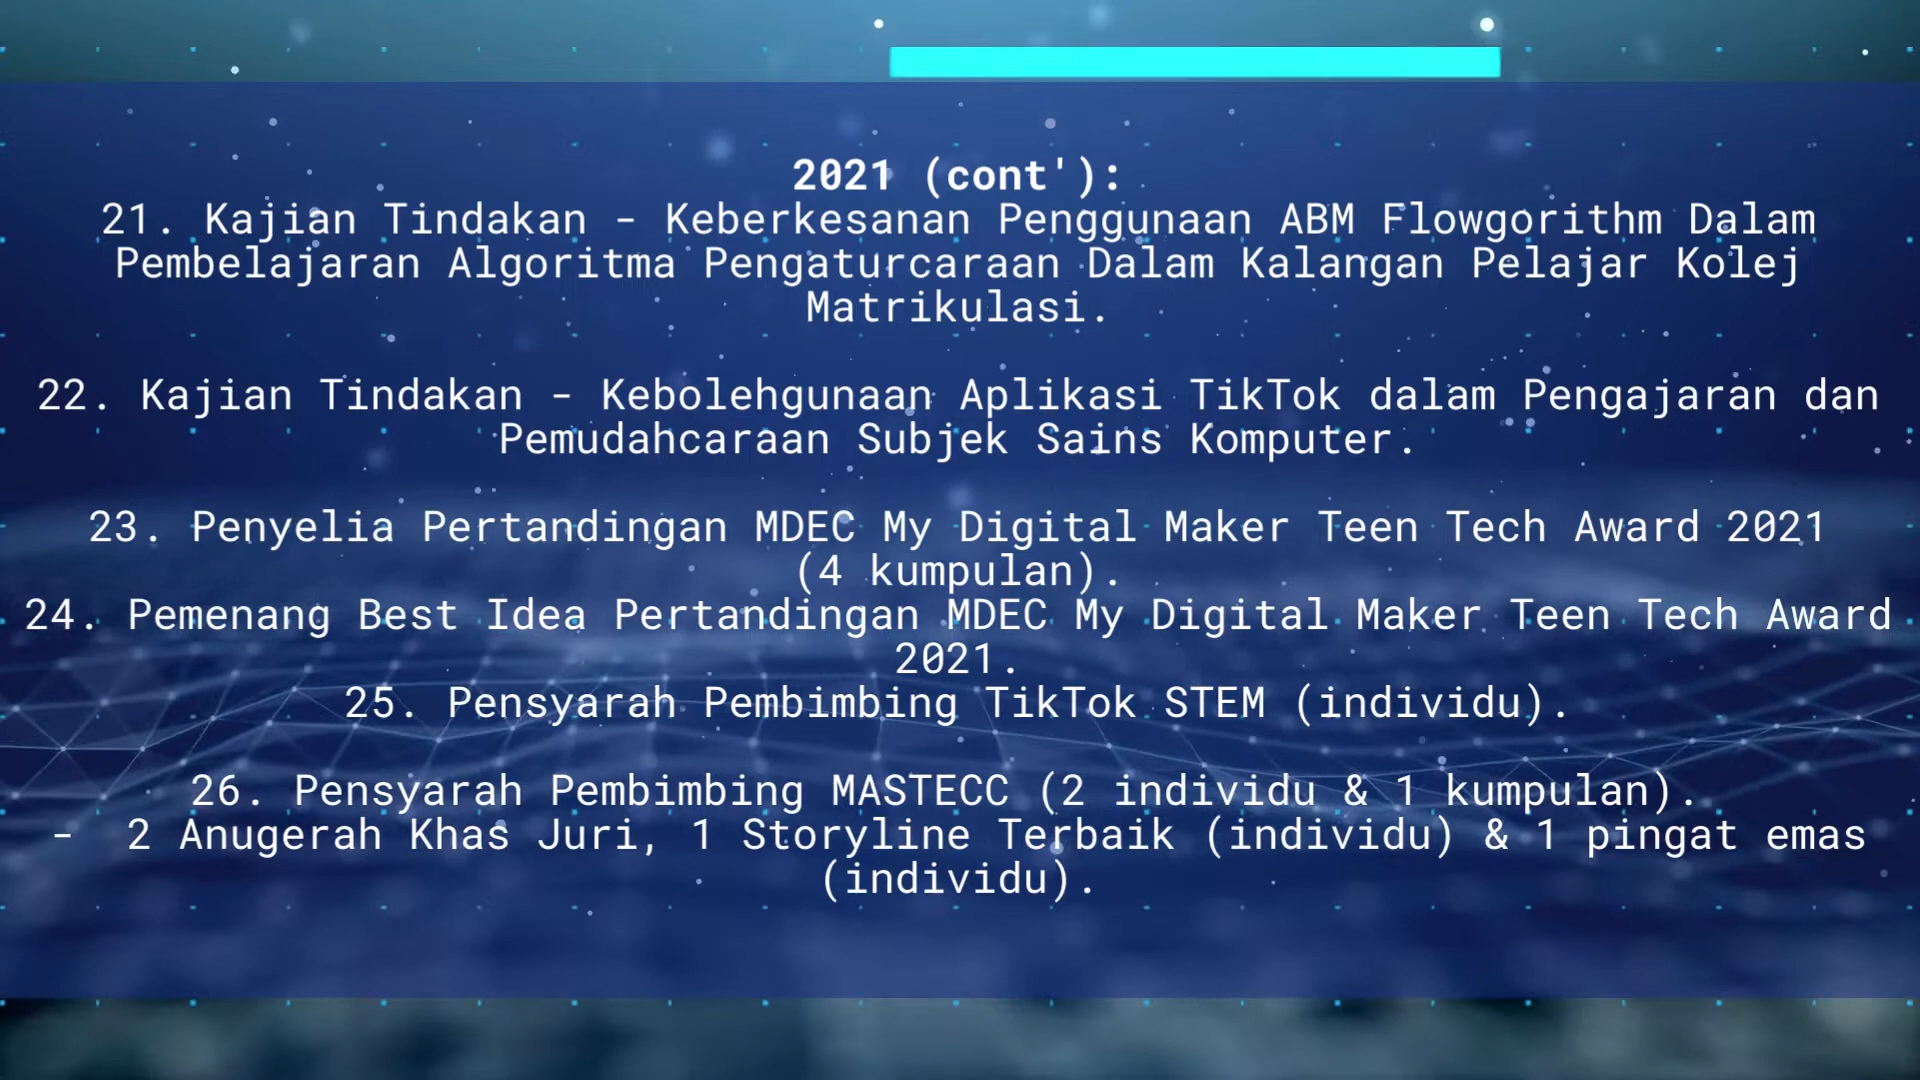 2021 (cont'):
21. Kajian Tindakan - Keberkesanan Penggunaan ABM Flowgorithm Dalam
Pembelajaran Algoritma Pengaturcaraan Dalam Kalangan Pelajar Kolej
Matrikulasi.
22. Kajian Tindakan - Kebolehgunaan Aplikasi TikTok dalam Pengajaran dan
Pemudahcaraan Subjek Sains Komputer.
23. Penyelia Pertandingan MDEC My Digital Maker Teen Tech Award 2021
(4 kumpulan).
24. Pemenang Best Idea Pertandingan MDEC My Digital Maker Teen Tech Award
2021.
25. Pensyarah Pembimbing TikTok STEM (individu).
26. Pensyarah Pembimbing MASTECC (2 individu & 1 kumpulan).
- 2 Anugerah Khas Juri, 1 Storyline Terbaik (individu) & 1 pingat emas
(individu).